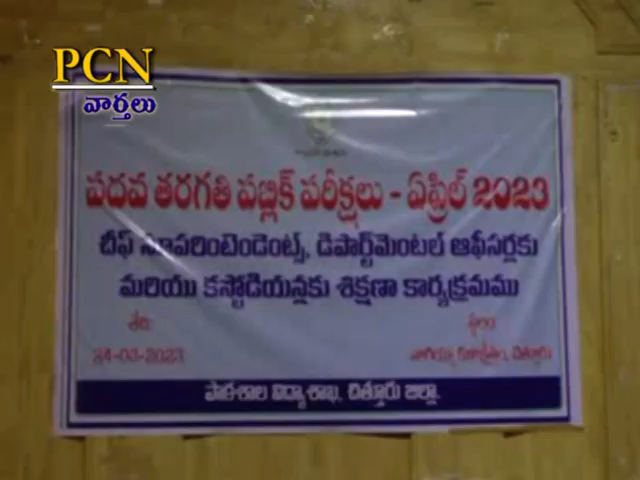 PCN
వార్తలు
పదవ తరగతి పబ్లిక్ పరీక్షలు - ఏప్రిల్ 2023
చీఫ్ సూపరింటెండెంట్స్, డిపార్ట్‌మెంటల్ ఆఫీసర్లకు
మరియు కస్టోడియన్లకు శిక్షణా కార్యక్రమము
తేది: స్థలం:
24-03-2023 చిత్తూరు
పాఠశాల విద్యాశాఖ, చిత్తూరు జిల్లా.